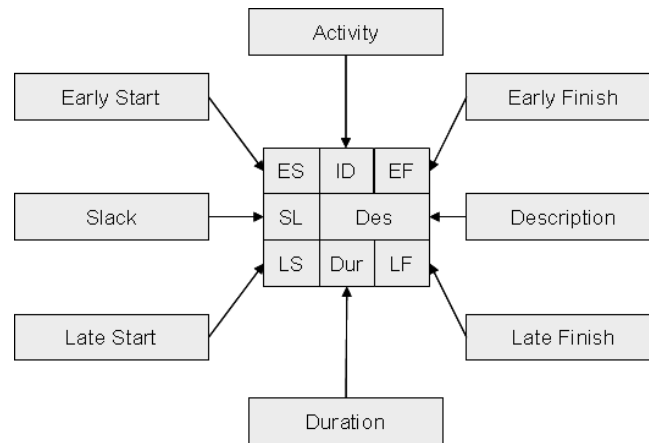 Activity
Early Start
Early Finish
ES ID EF
Slack
SL Des
Description
LS Dur LF
Late Start
Late Finish
Duration